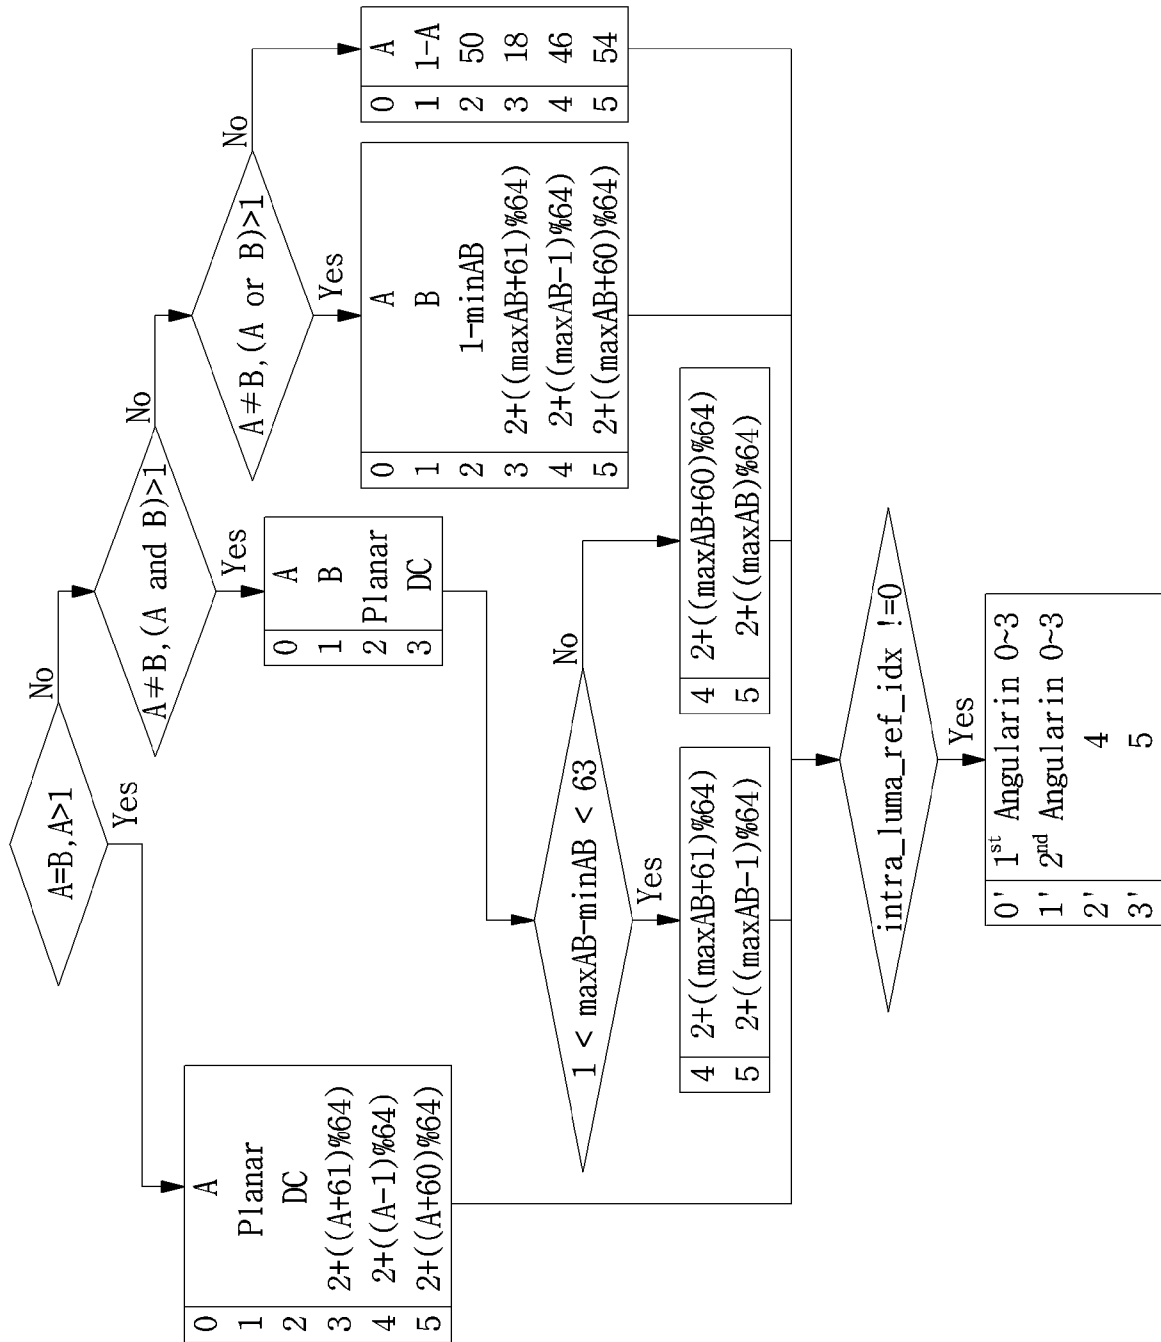 A=B,A>1
Yes
No
0 A
1 Planar
2 DC
3 2+((A+61)%64)
4 2+((A-1)%64)
5 2+((A+60)%64)
A≠B,(A and B)>1
Yes
No
0 A
1 B
2 Planar
3 DC
1 < maxAB-minAB < 63
Yes
No
4 2+((maxAB+61)%64)
5 2+((maxAB-1)%64)
4 2+((maxAB+60)%64)
5 2+((maxAB)%64)
A≠B,(A or B)>1
Yes
No
0 A
1 B
2 1-minAB
3 2+((maxAB+61)%64)
4 2+((maxAB-1)%64)
5 2+((maxAB+60)%64)
0 A
1 1-A
2 50
3 18
4 46
5 54
intra_luma_ref_idx !=0
Yes
0' 1st Angularin 0~3
1' 2nd Angularin 0~3
2' 4
3' 5